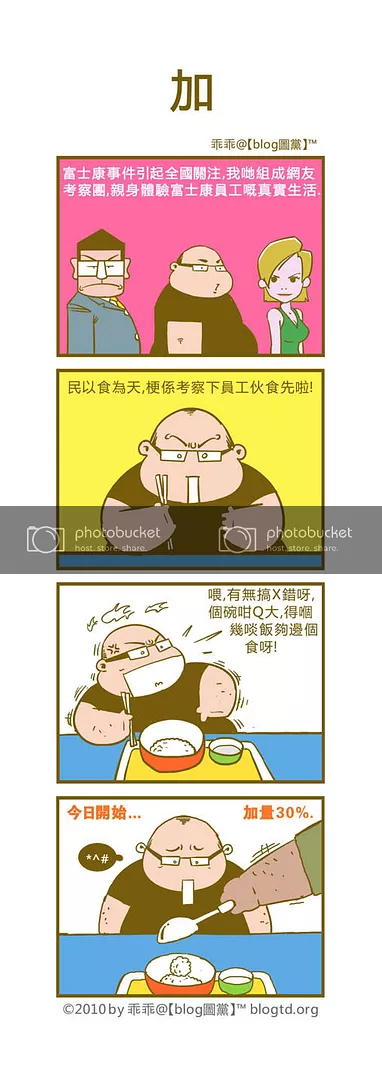 加
乖乖@【blog圖黨】™
富士康事件引起全國關注,我哋組成網友
考察團,親身體驗富士康員工嘅真實生活.
民以食為天,梗係考察下員工伙食先啦!
photobucket
host. store. share.
photobucket
host. store. share.
喂,有無搞X錯呀,
個碗咁Q大,得嗰
幾啖飯夠邊個
食呀!
今日開始...
加量30%.
*^#
©2010 by 乖乖@【blog圖黨】™ blogtd.org